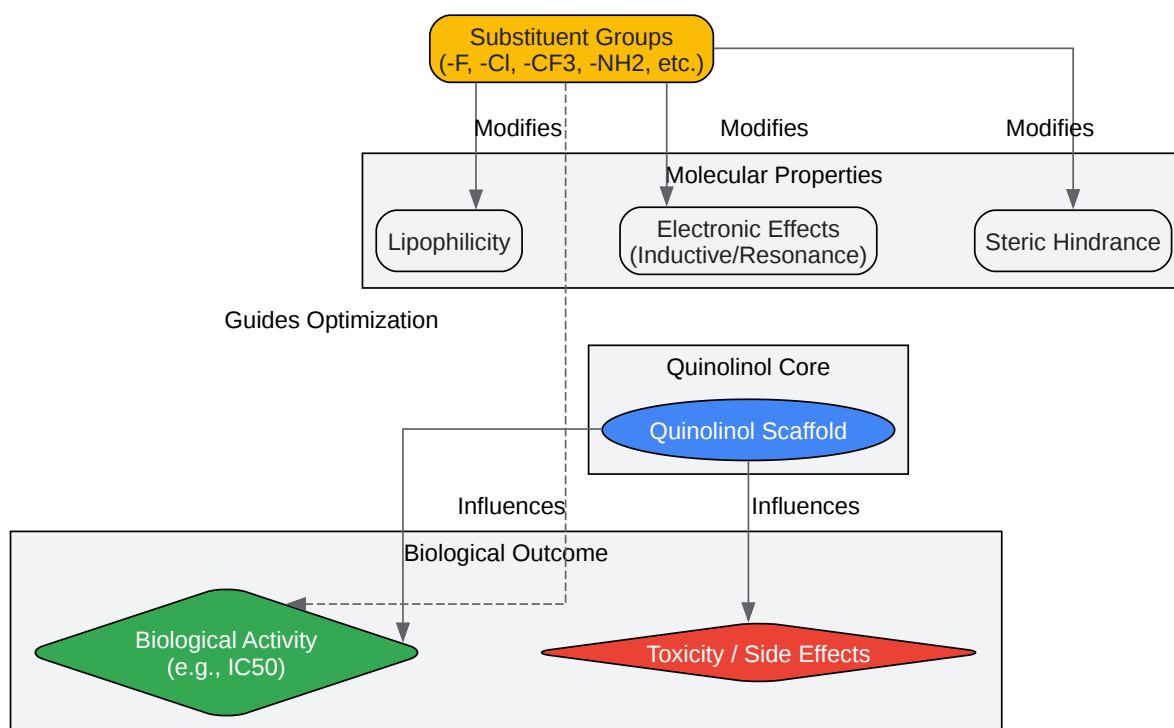 Substituent Groups
(-F, -Cl, -CF3, -NH2, etc.)
Modifies
Modifies
Modifies
Molecular Properties
Lipophilicity
Electronic Effects
(Inductive/Resonance)
Steric Hindrance
Guides Optimization
Quinolinol Core
Quinolinol Scaffold
Influences
Influences
Biological Outcome
Biological Activity
(e.g., IC50)
Toxicity / Side Effects